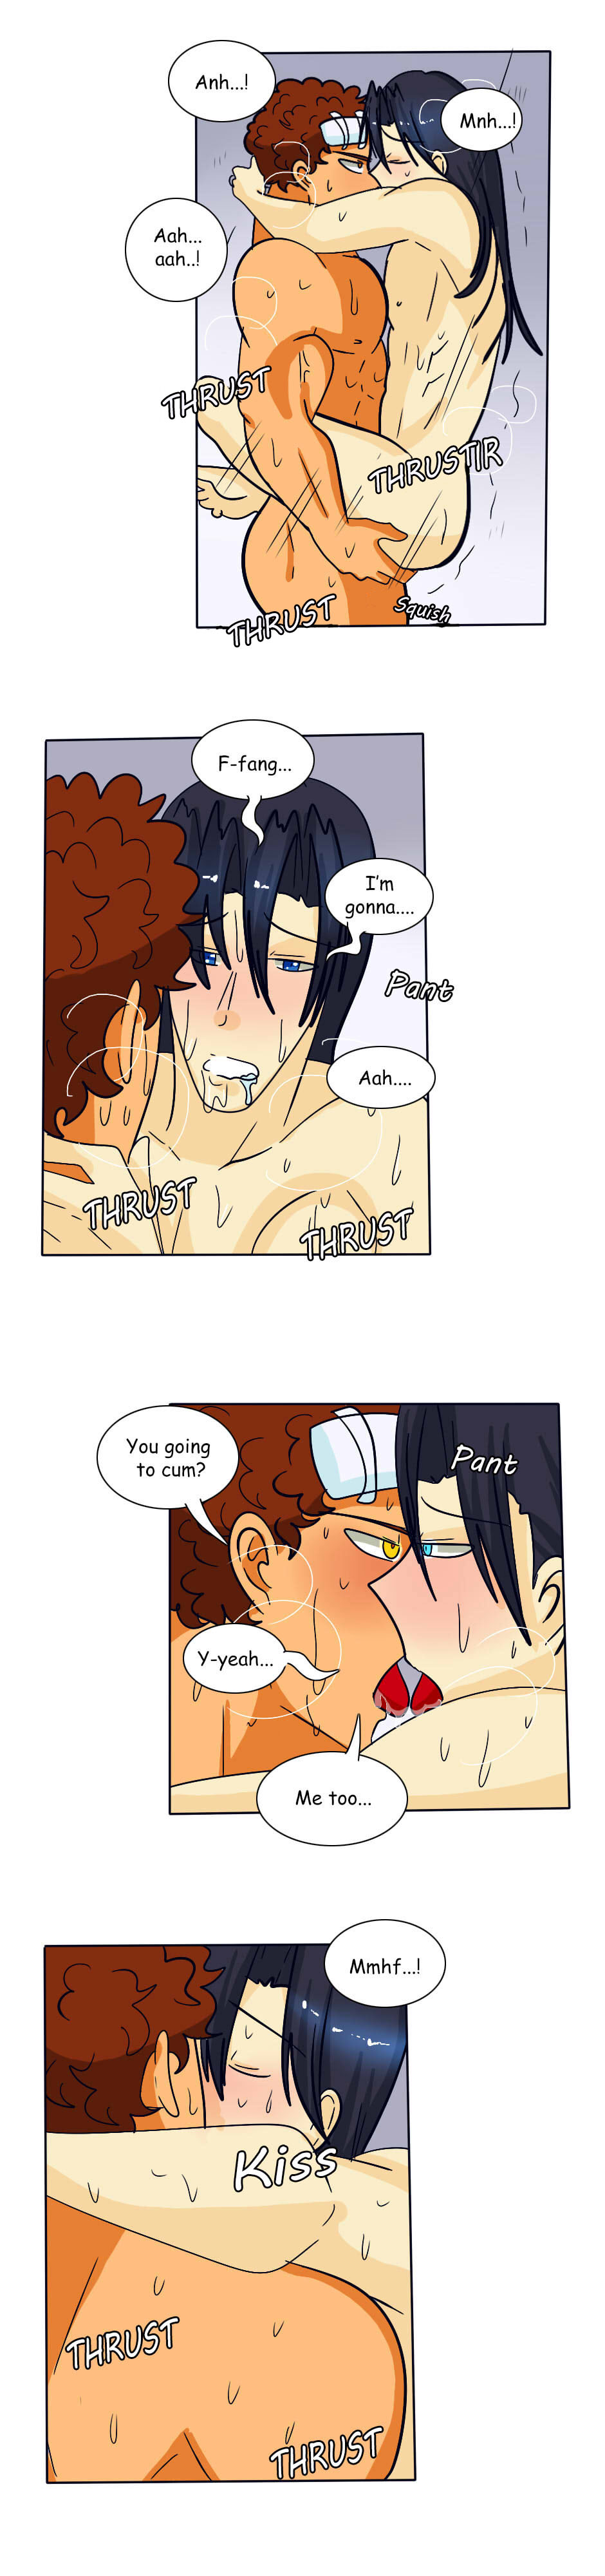 Anh...!
Mnh...!
Aah...
aah..!
THRUST
THRUSTIR
THRUST
Squish
F-fang...
I'm
gonna....
Pant
Aah....
THRUST
THRUST
You going
to cum?
Pant
Y-yeah...
Me too...
Mmhf...!
Kiss
THRUST
THRUST